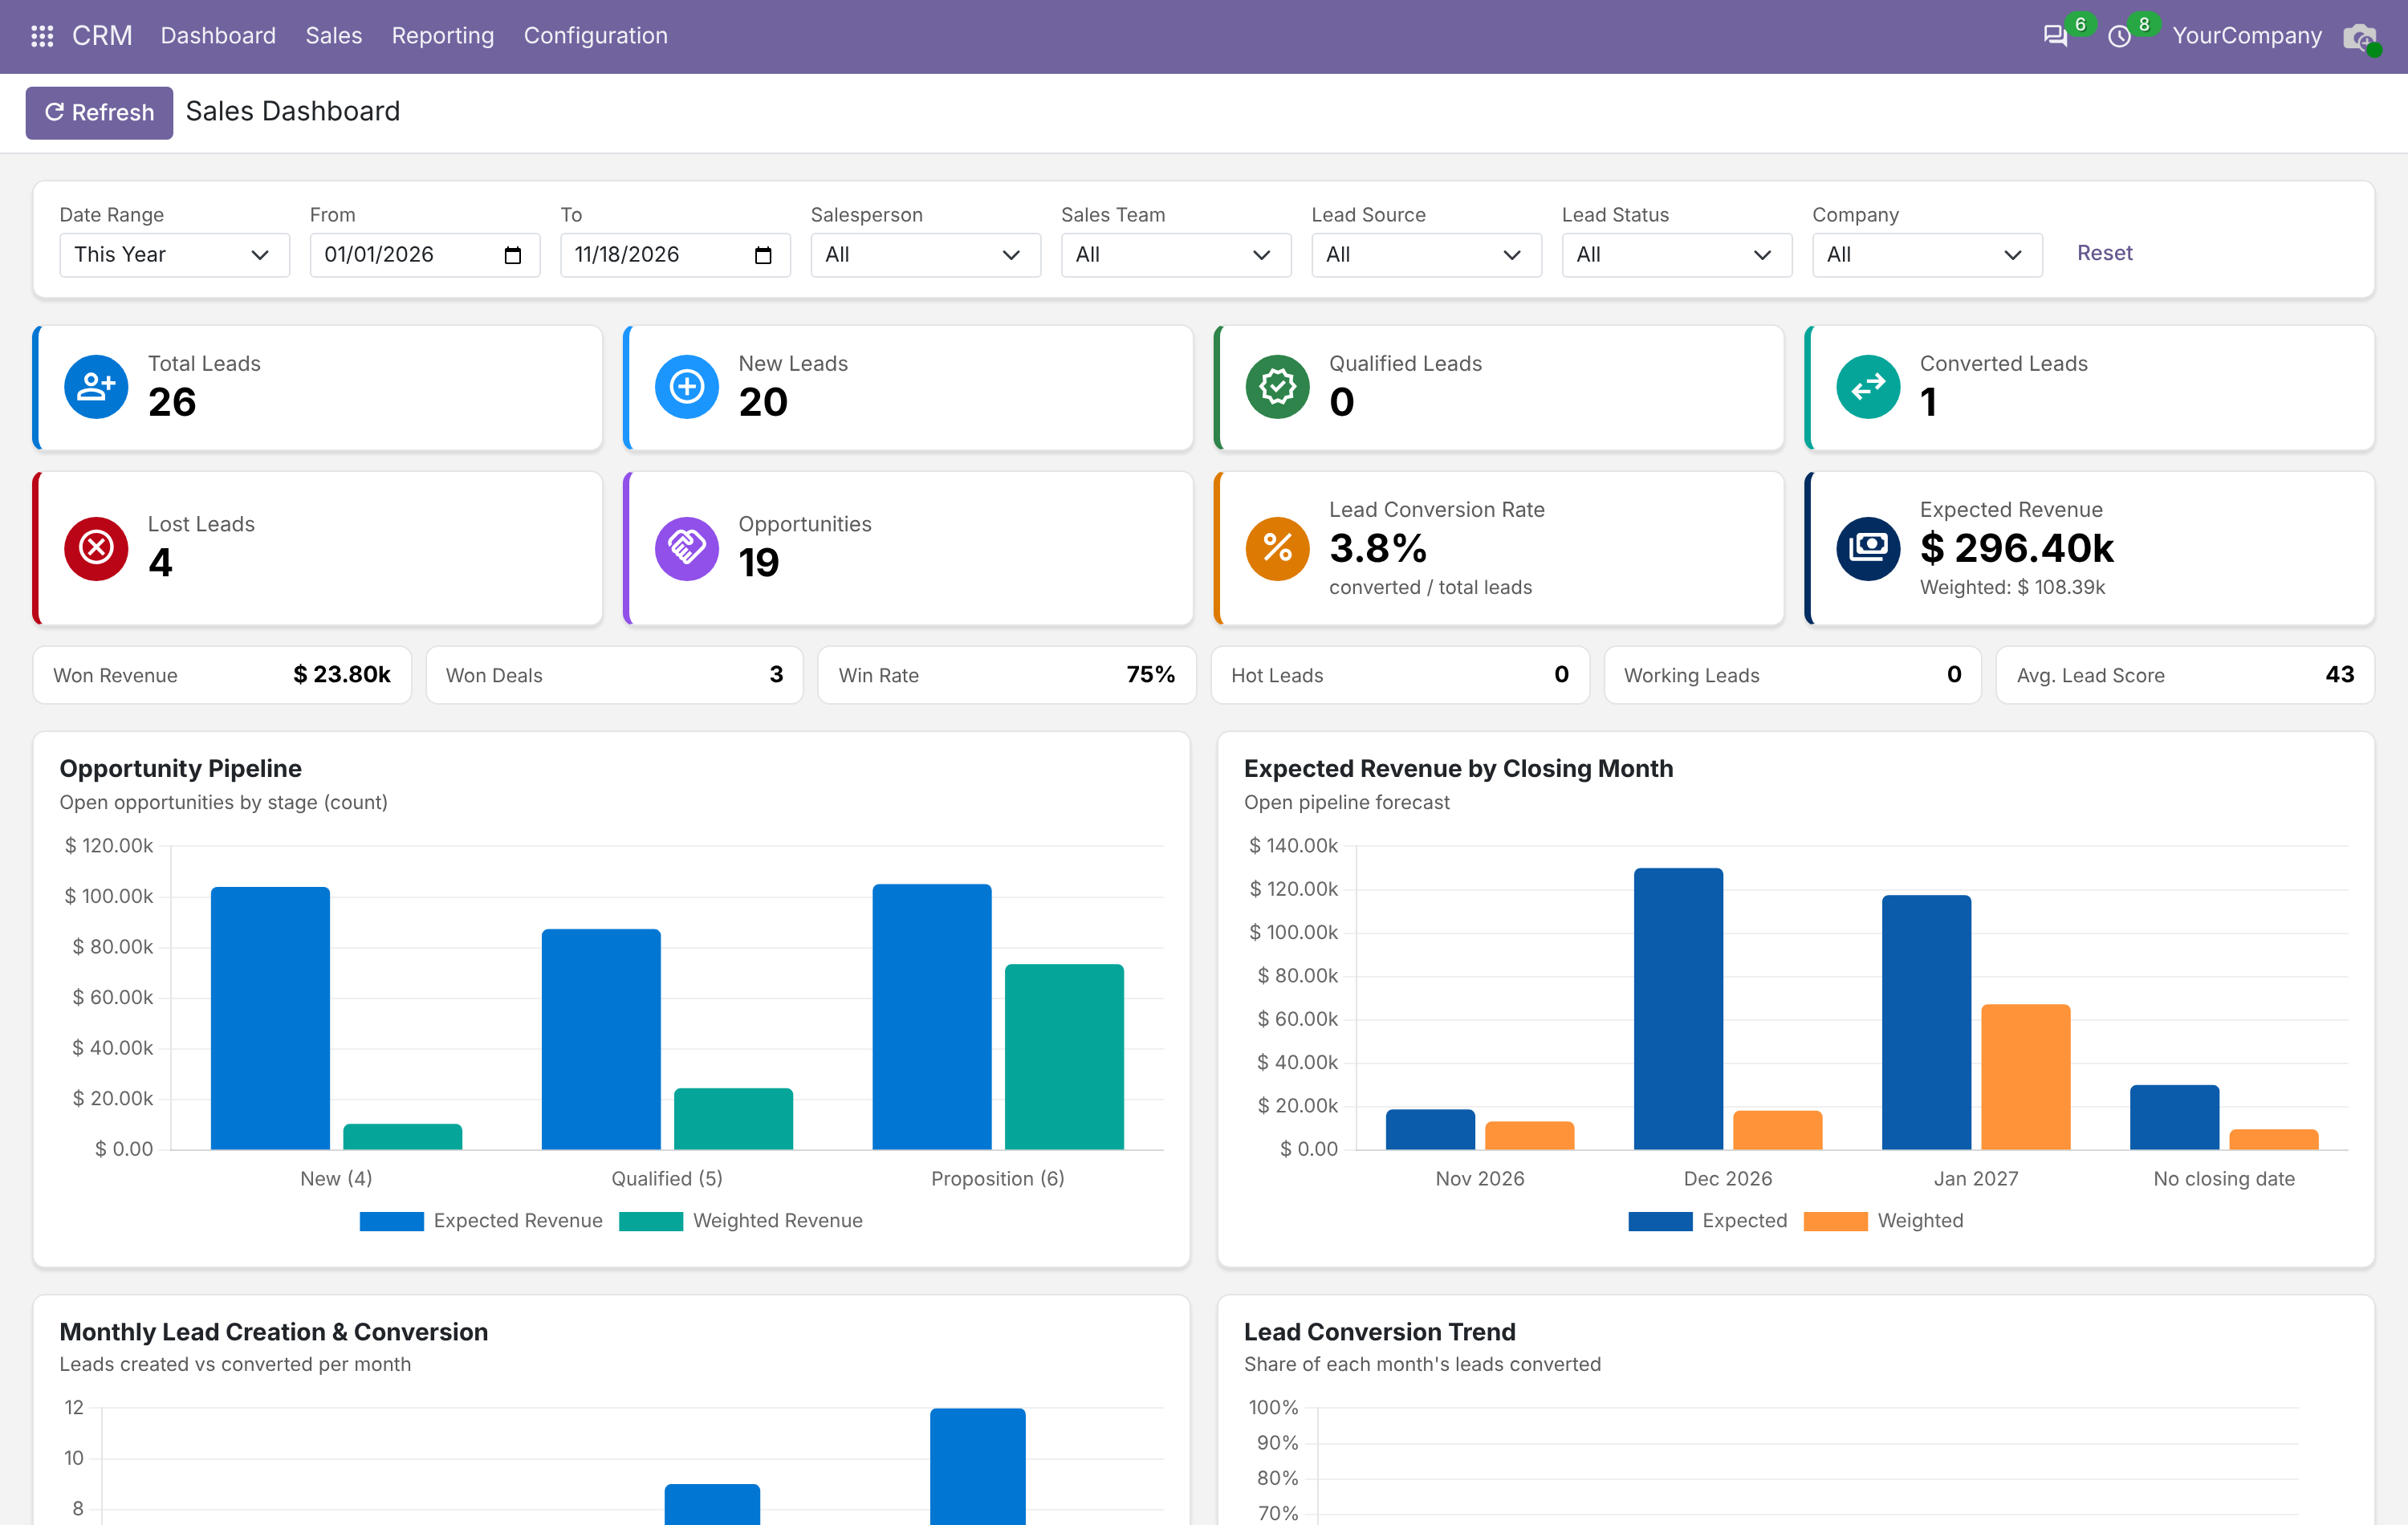 CRM Dashboard Sales Reporting Configuration 6 8 YourCompany
Refresh Sales Dashboard
Date Range From To Salesperson Sales Team Lead Source Lead Status Company
This Year 01/01/2026 11/18/2026 All All All All All Reset
Total Leads
26
New Leads
20
Qualified Leads
0
Converted Leads
1
Lost Leads
4
Opportunities
19
Lead Conversion Rate
3.8%
converted / total leads
Expected Revenue
$ 296.40k
Weighted: $ 108.39k
Won Revenue $ 23.80k
Won Deals 3
Win Rate 75%
Hot Leads 0
Working Leads 0
Avg. Lead Score 43
Opportunity Pipeline
Open opportunities by stage (count)
$ 120.00k
$ 100.00k
$ 80.00k
$ 60.00k
$ 40.00k
$ 20.00k
$ 0.00
New (4) Qualified (5) Proposition (6)
Expected Revenue Weighted Revenue
Expected Revenue by Closing Month
Open pipeline forecast
$ 140.00k
$ 120.00k
$ 100.00k
$ 80.00k
$ 60.00k
$ 40.00k
$ 20.00k
$ 0.00
Nov 2026 Dec 2026 Jan 2027 No closing date
Expected Weighted
Monthly Lead Creation & Conversion
Leads created vs converted per month
12
10
8
Lead Conversion Trend
Share of each month's leads converted
100%
90%
80%
70%